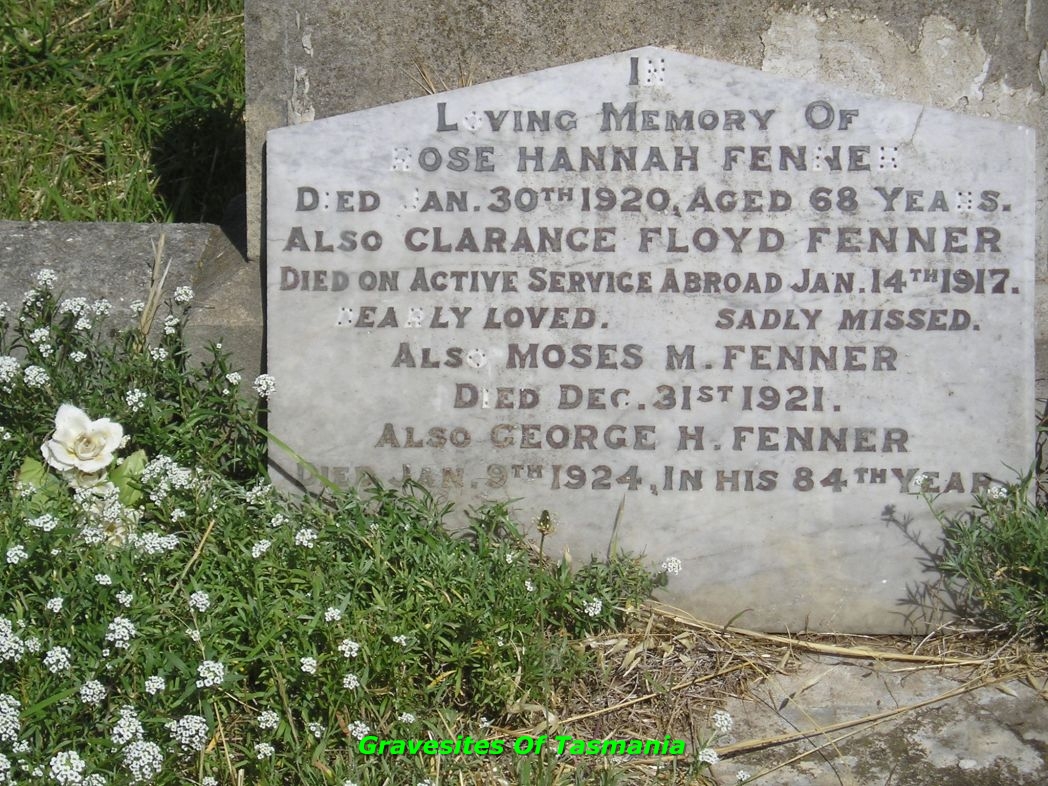 IN
LOVING MEMORY OF
ROSE HANNAH FENNER
DIED JAN. 30TH 1920, AGED 68 YEARS.
ALSO CLARANCE FLOYD FENNER
DIED ON ACTIVE SERVICE ABROAD JAN. 14TH 1917.
DEARLY LOVED. SADLY MISSED.
ALSO MOSES M. FENNER
DIED DEC. 31ST 1921.
ALSO GEORGE H. FENNER
DIED JAN. 9TH 1924, IN HIS 84TH YEAR
Gravesites Of Tasmania